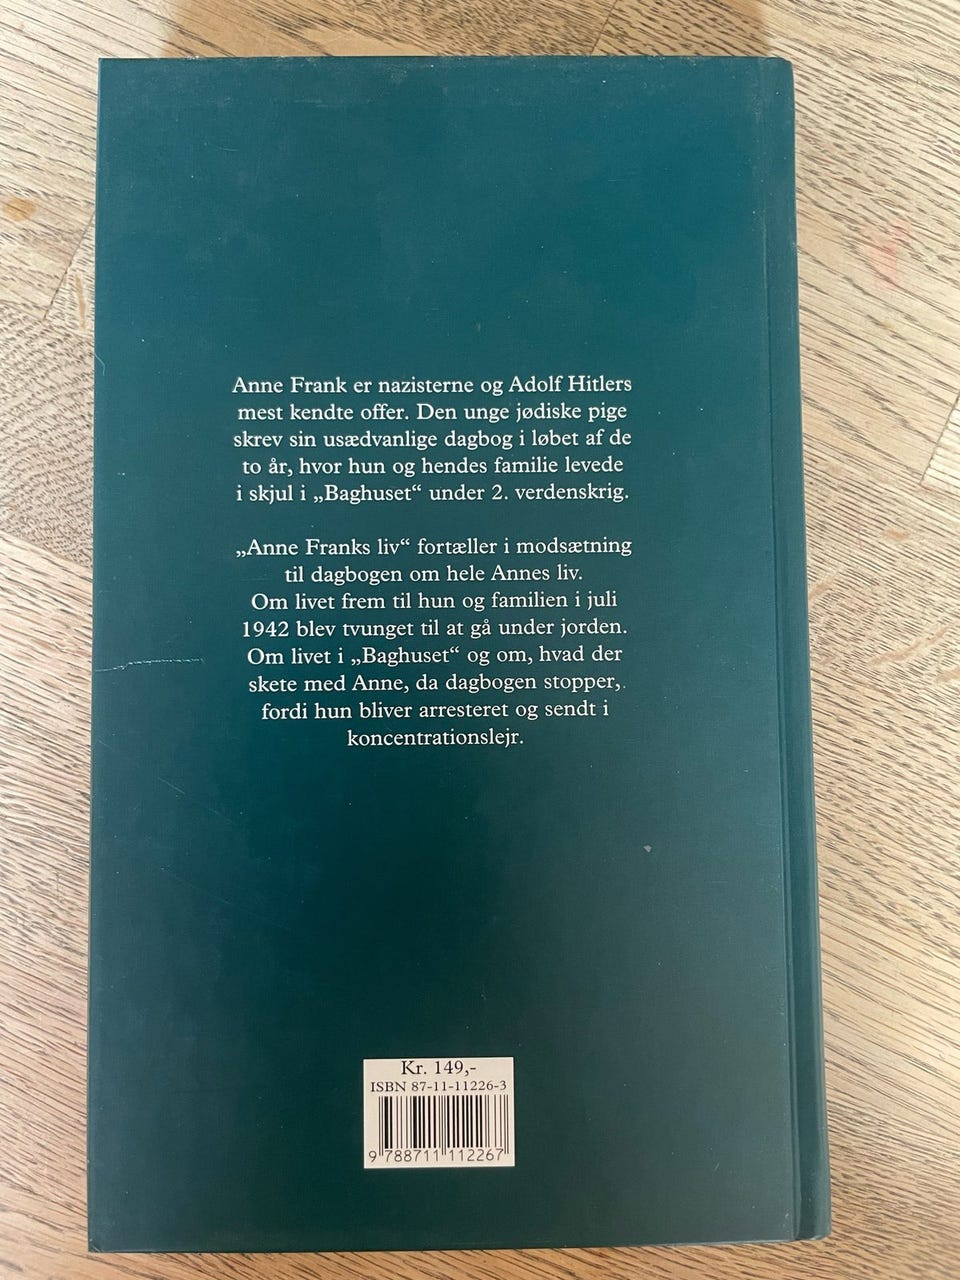 Anne Frank er nazisterne og Adolf Hitlers
mest kendte offer. Den unge jødiske pige
skrev sin usædvanlige dagbog i løbet af de
to år, hvor hun og hendes familie levede
i skjul i „Baghuset“ under 2. verdenskrig.
„Anne Franks liv“ fortæller i modsætning
til dagbogen om hele Annes liv.
Om livet frem til hun og familien i juli
1942 blev tvunget til at gå under jorden.
Om livet i „Baghuset“ og om, hvad der
skete med Anne, da dagbogen stopper,
fordi hun bliver arresteret og sendt i
koncentrationslejr.
Kr. 149,-
ISBN 87-11-11226-3
9 788711 112267